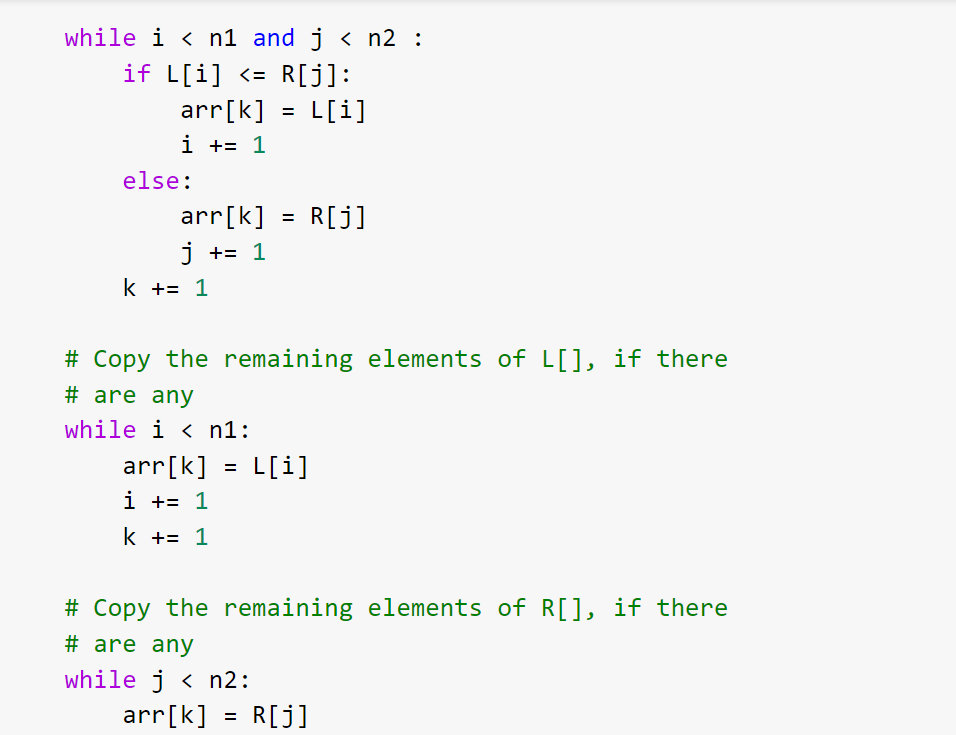 while i < n1 and j < n2 :
    if L[i] <= R[j]:
        arr[k] = L[i]
        i += 1
    else:
        arr[k] = R[j]
        j += 1
    k += 1

# Copy the remaining elements of L[], if there
# are any
while i < n1:
    arr[k] = L[i]
    i += 1
    k += 1

# Copy the remaining elements of R[], if there
# are any
while j < n2:
    arr[k] = R[j]